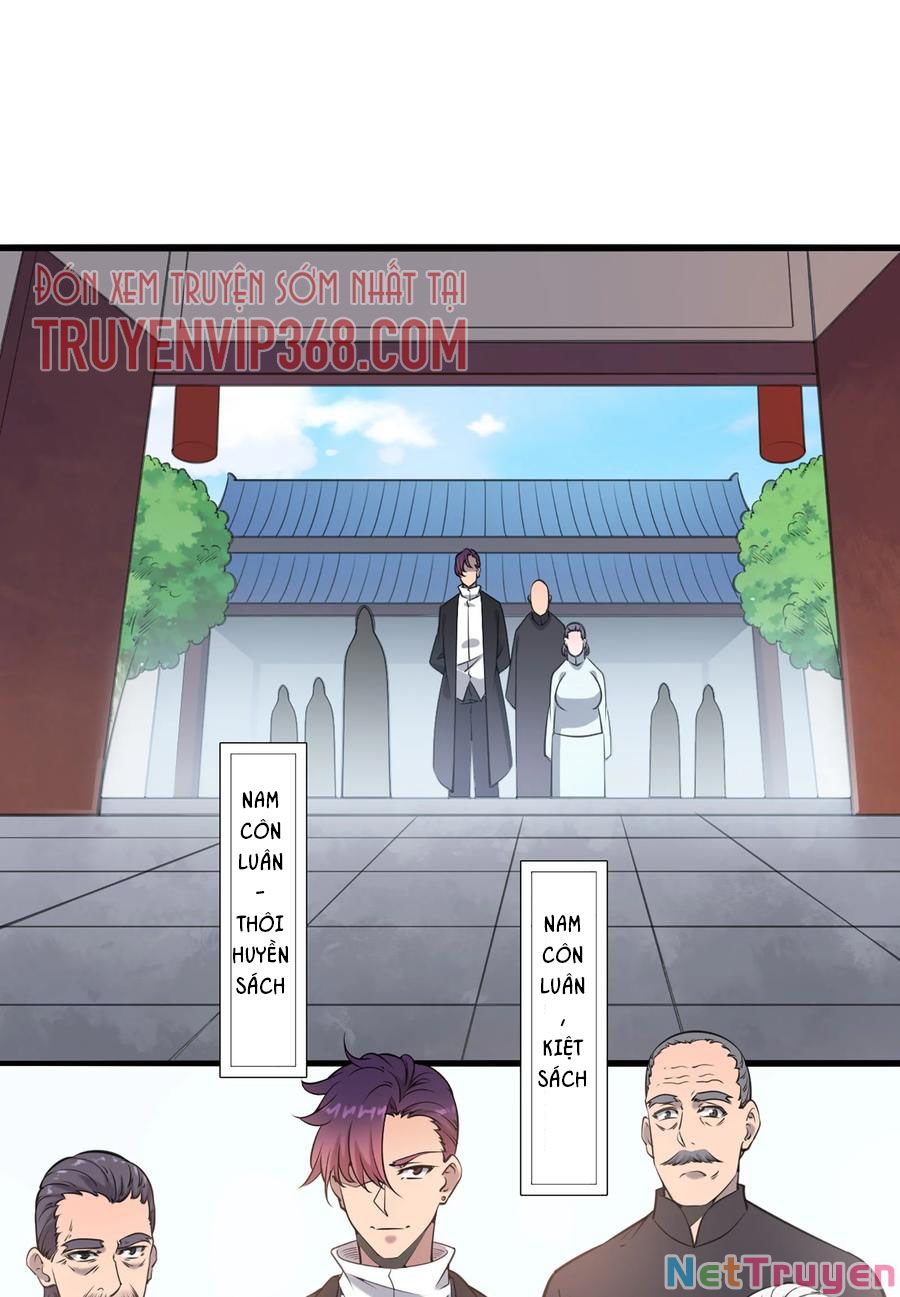 ĐÓN XEM TRUYỆN SỚM NHẤT TẠI
TRUYENVIP368.COM
NAM
CÔN
LUÂN
-
THÔI
HUYỀN
SÁCH
NAM
CÔN
LUÂN
,
KIỆT
SÁCH
NetTruyen